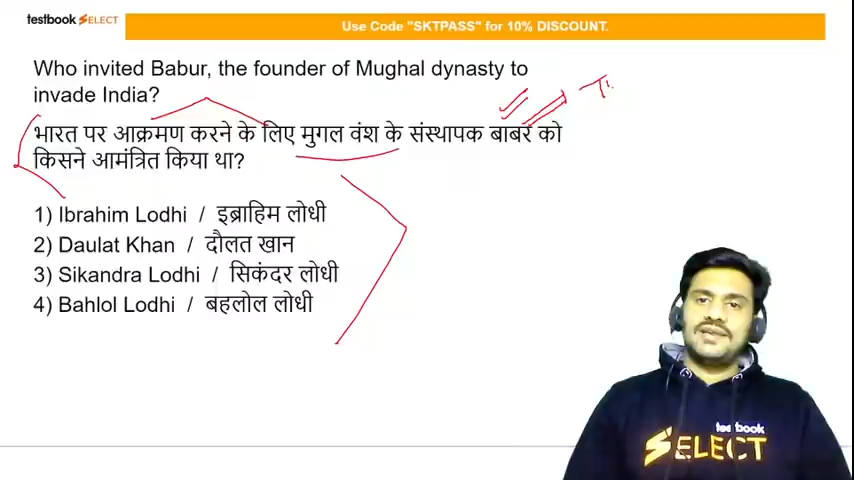 testbook SELECT
Use Code "SKTPASS" for 10% DISCOUNT.
Who invited Babur, the founder of Mughal dynasty to
invade India?
भारत पर आक्रमण करने के लिए मुगल वंश के संस्थापक बाबर को
किसने आमंत्रित किया था?
1) Ibrahim Lodhi / इब्राहिम लोधी
2) Daulat Khan / दौलत खान
3) Sikandra Lodhi / सिकंदर लोधी
4) Bahlol Lodhi / बहलोल लोधी
testbook
SELECT